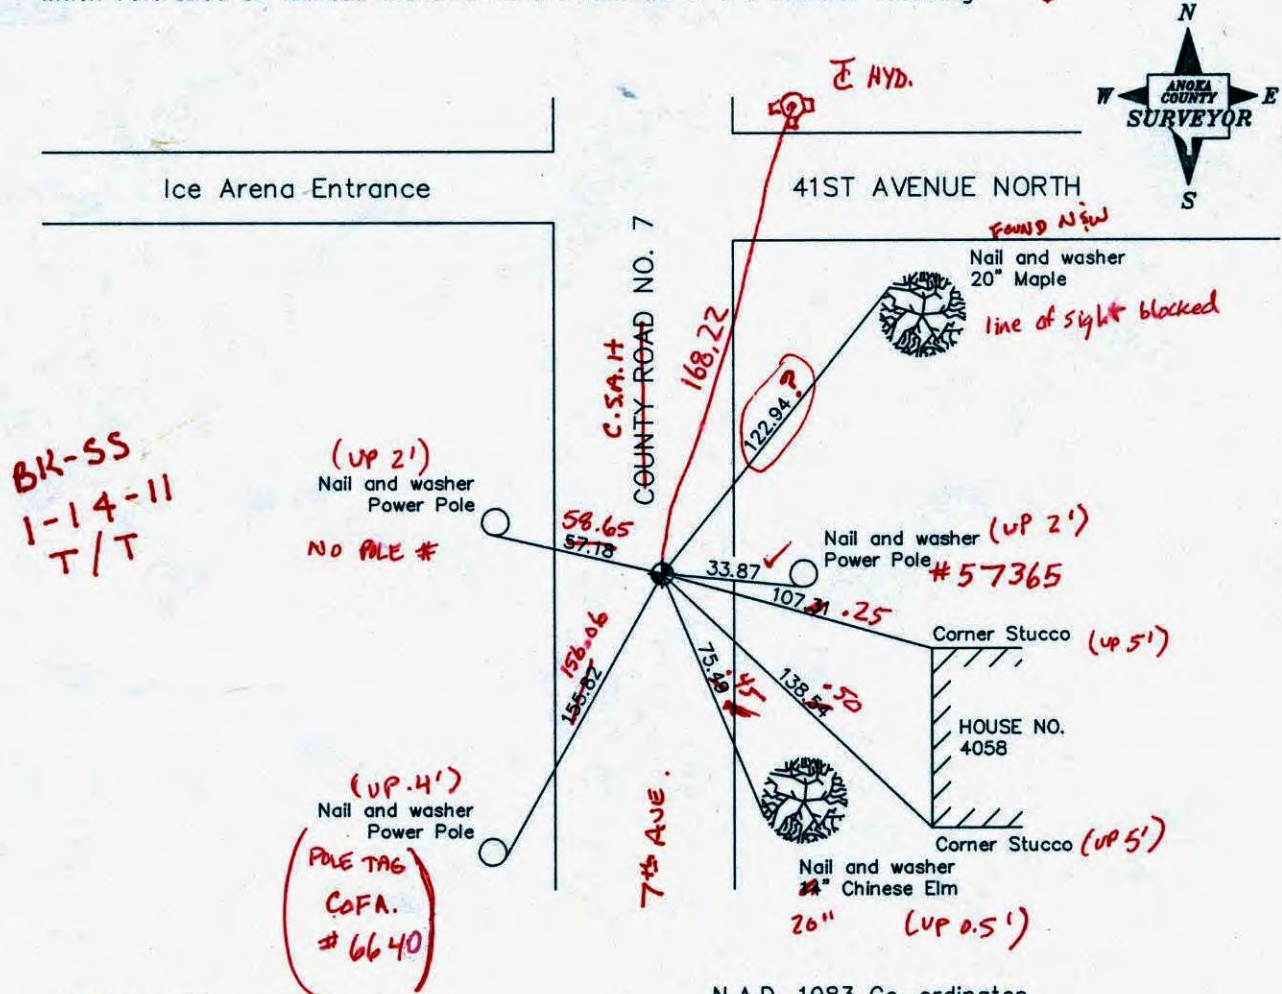 N
W
ANOKA
COUNTY
E
SURVEYOR
S
HYD.
Ice Arena Entrance
41ST AVENUE NORTH
FOUND N&W
Nail and washer
20" Maple
line of sight blocked
C.S.A.H
COUNTY ROAD NO. 7
168.22
122.94 ?
BK-SS
1-14-11
T/T
(UP 2')
Nail and washer
Power Pole
NO POLE #
58.65
57.18
33.87 ✓
Nail and washer (UP 2')
Power Pole #57365
107.31 .25
Corner Stucco (UP 5')
156.06
155.82
75.49 .45
138.54 .50
HOUSE NO.
4058
(UP .4')
Nail and washer
Power Pole
(POLE TAG
COFA.
#6640)
7th AVE.
Corner Stucco (UP 5')
Nail and washer
" Chinese Elm
20" (UP 0.5')
N.A.D. 1983 Co-ordinates